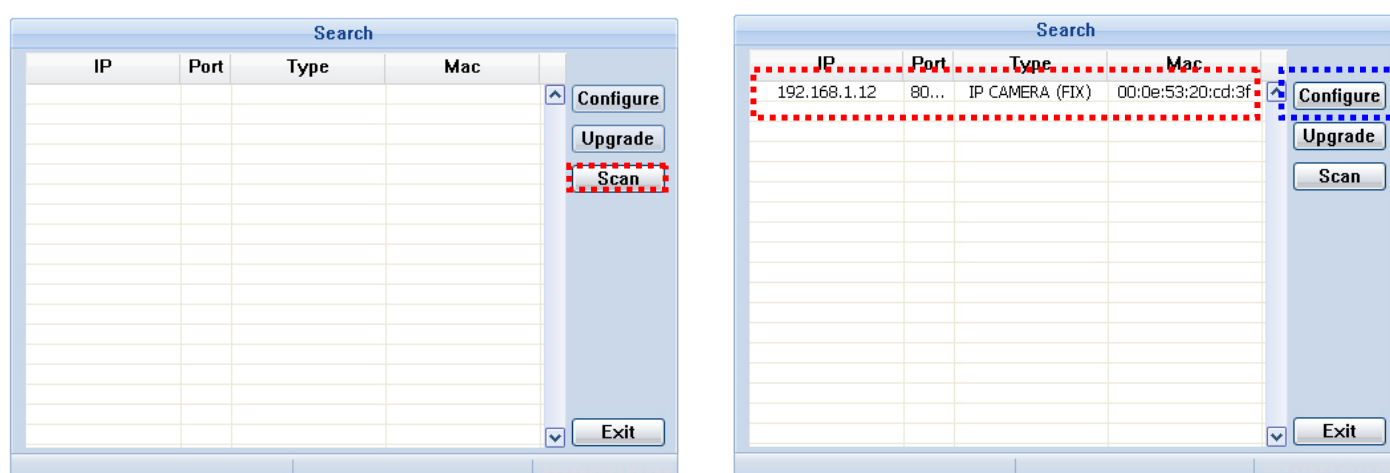 Search
IP Port Type Mac
Configure
Upgrade
Scan
Exit
Search
IP Port Type Mac
192.168.1.12 80... IP CAMERA (FIX) 00:0e:53:20:cd:3f
Configure
Upgrade
Scan
Exit